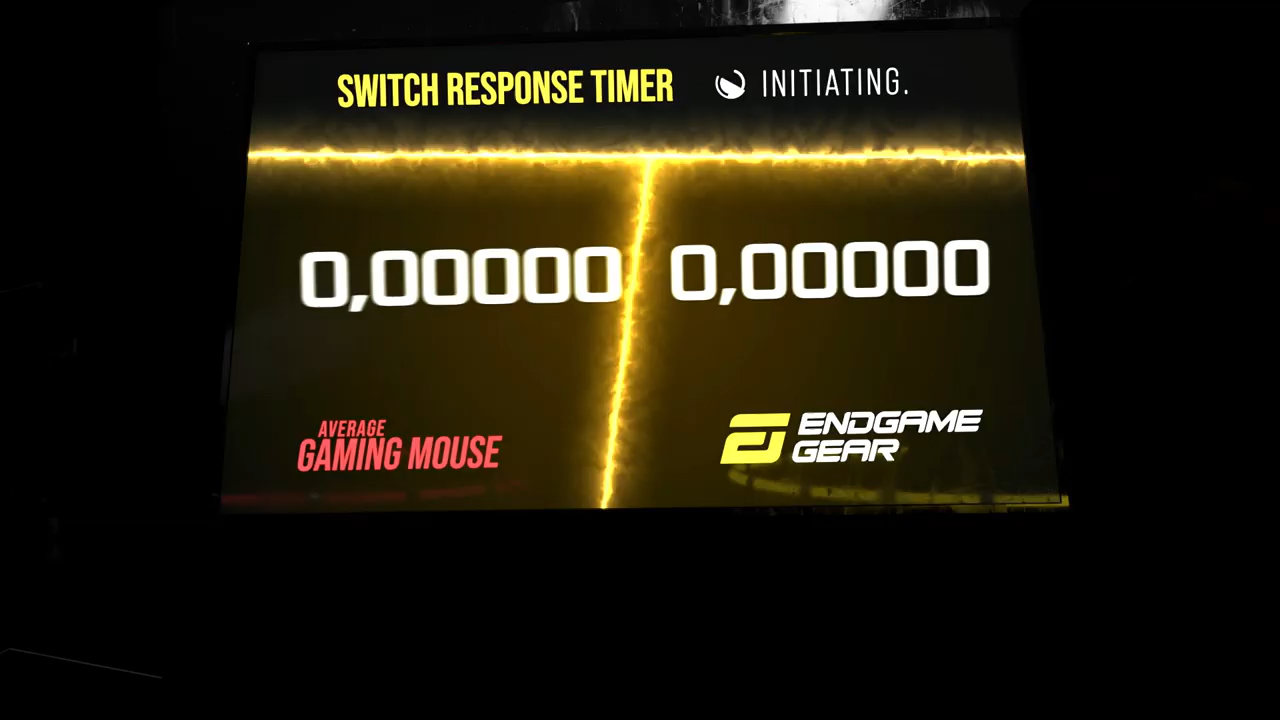 SWITCH RESPONSE TIMER
INITIATING.
0,00000
0,00000
AVERAGE
GAMING MOUSE
ENDGAME
GEAR